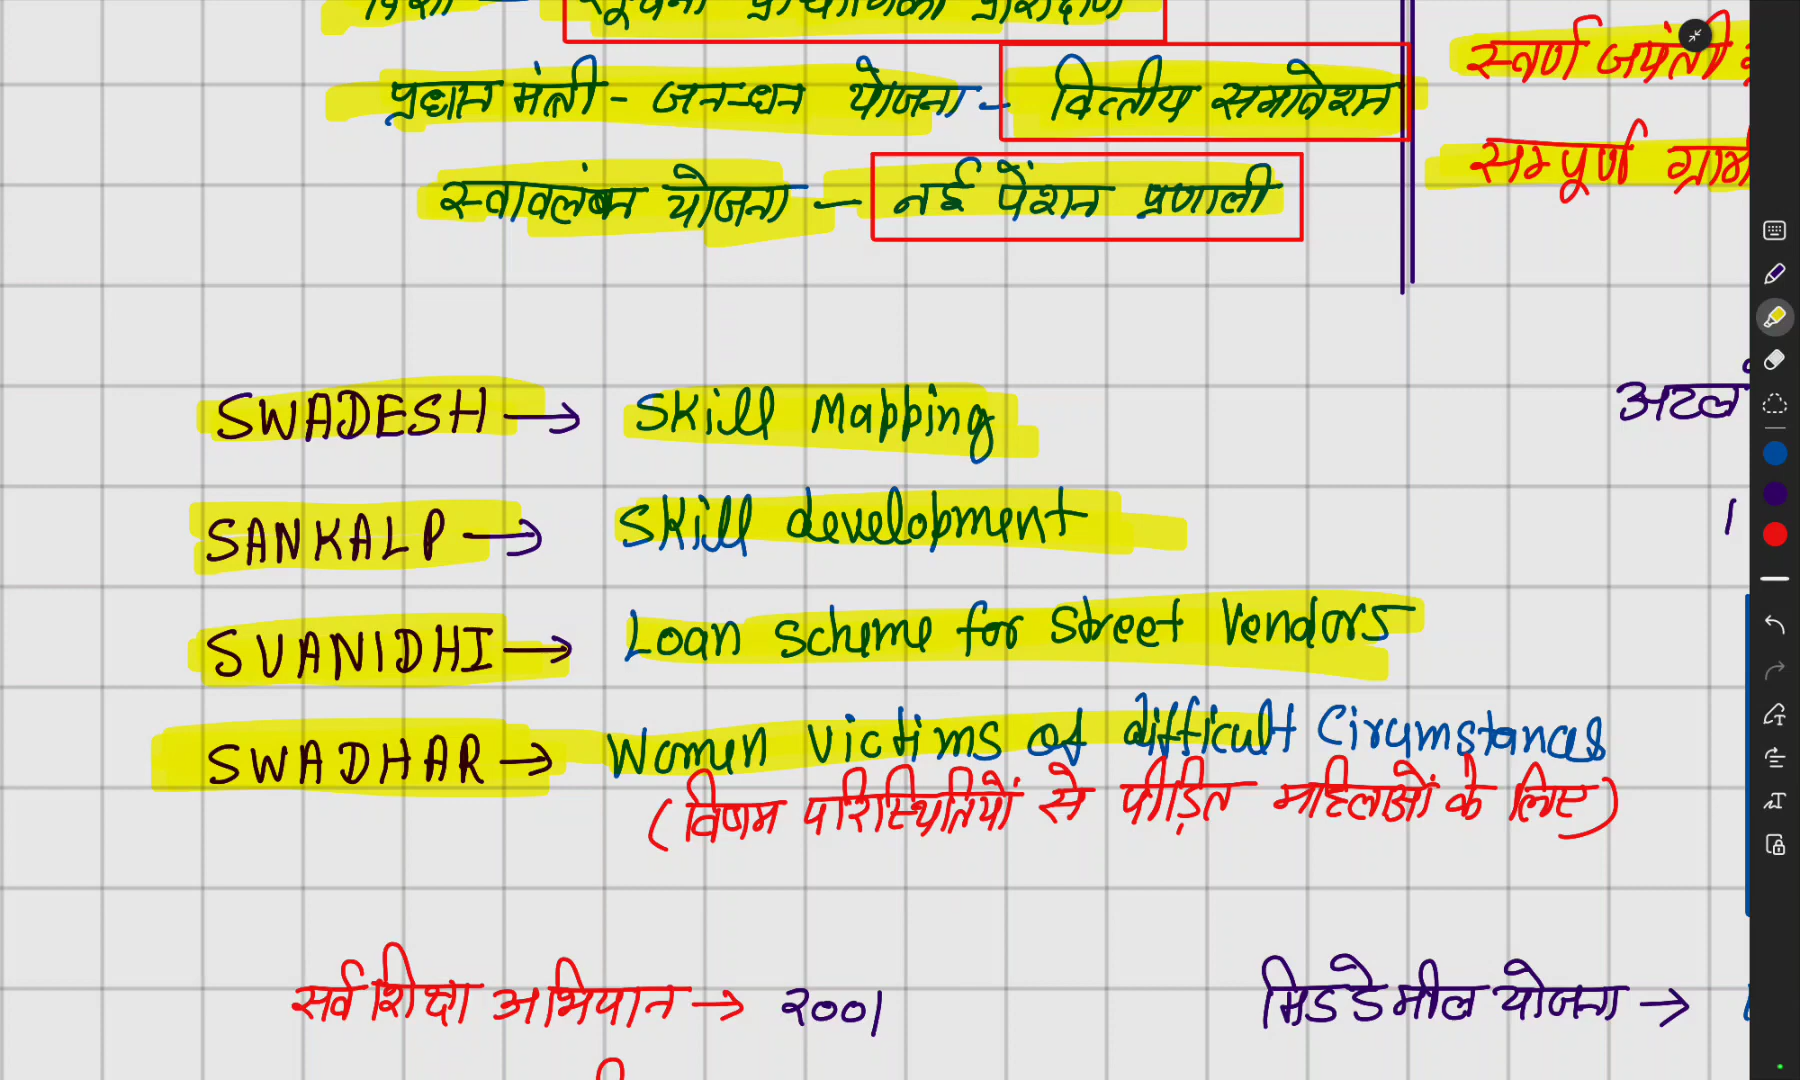 प्रधान मंत्री - जन-धन योजना - वित्तीय समावेशन
स्वर्ण जयंती
स्वावलंबन योजना - नई पेंशन प्रणाली
सम्पूर्ण ग्राम
SWADESH → Skill Mapping
अटल
SANKALP → Skill development
SVANIDHI → Loan Scheme for Street Vendors
SWADHAR → Women Victims of difficult Circumstances
(विषम परिस्थितियों से पीड़ित महिलाओं के लिए)
सर्व शिक्षा अभियान → 2001
मिड डे मील योजना →